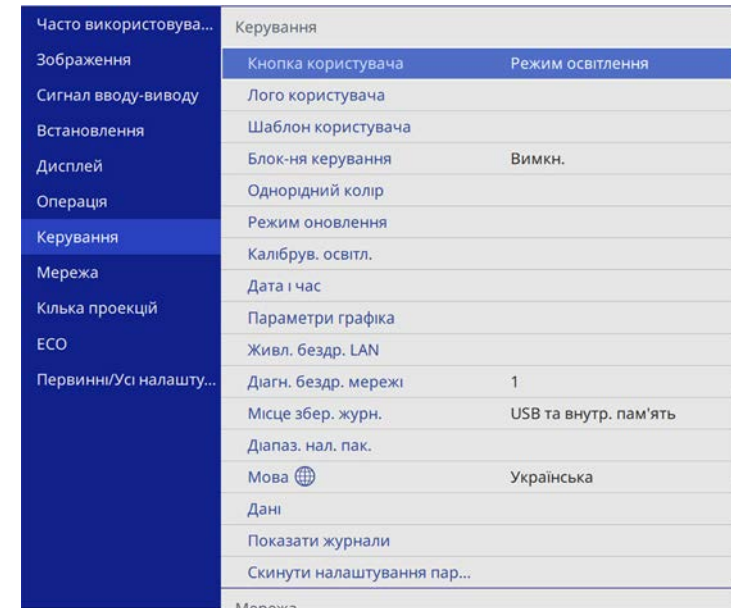 Часто використовува...
Зображення
Сигнал вводу-виводу
Встановлення
Дисплей
Операція
Керування
Мережа
Кілька проекцій
ECO
Первинні/Усі налашту...
Керування
Кнопка користувача Режим освітлення
Лого користувача
Шаблон користувача
Блок-ня керування Вимкн.
Однорідний колір
Режим оновлення
Калібрув. освітл.
Дата і час
Параметри графіка
Живл. бездр. LAN
Діагн. бездр. мережі 1
Місце збер. журн. USB та внутр. пам'ять
Діапаз. нал. пак.
Мова Українська
Дані
Показати журнали
Скинути налаштування пар...
Мережа